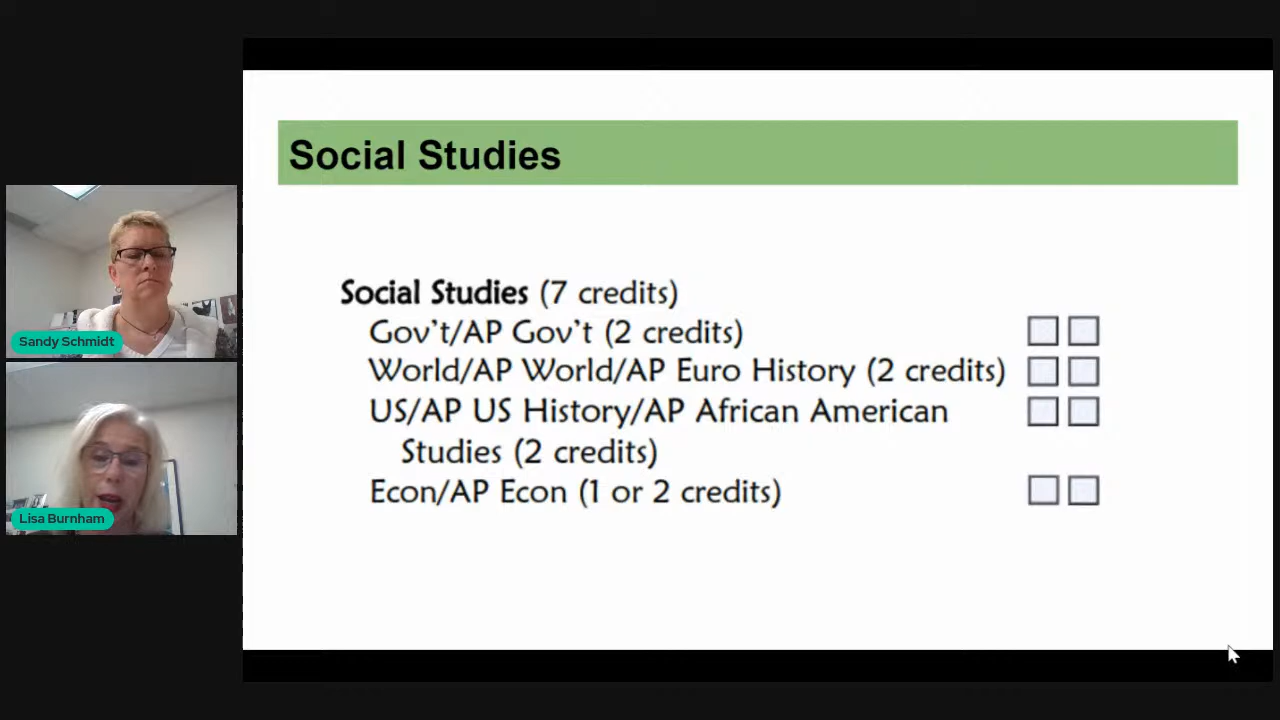 Social Studies
Social Studies (7 credits)
Gov't/AP Gov't (2 credits)
World/AP World/AP Euro History (2 credits)
US/AP US History/AP African American
Studies (2 credits)
Econ/AP Econ (1 or 2 credits)
Sandy Schmidt
Lisa Burnham